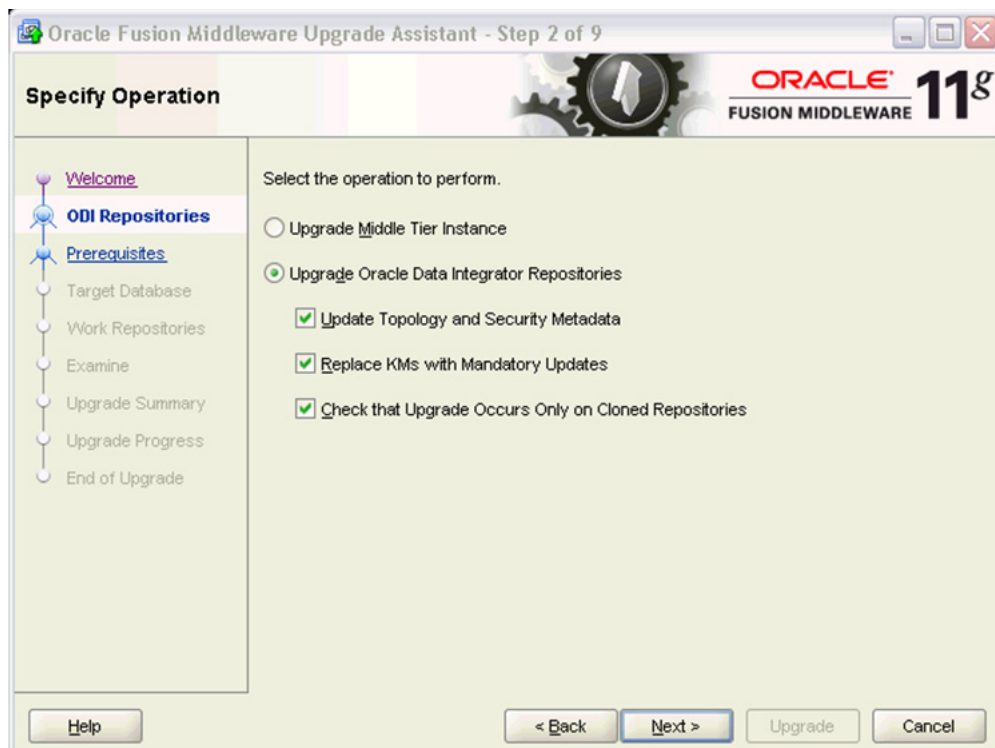 Oracle Fusion Middleware Upgrade Assistant - Step 2 of 9
Specify Operation
ORACLE
FUSION MIDDLEWARE
11g
Welcome
ODI Repositories
Prerequisites
Target Database
Work Repositories
Examine
Upgrade Summary
Upgrade Progress
End of Upgrade
Select the operation to perform.
Upgrade Middle Tier Instance
Upgrade Oracle Data Integrator Repositories
Update Topology and Security Metadata
Replace KMs with Mandatory Updates
Check that Upgrade Occurs Only on Cloned Repositories
Help
< Back
Next >
Upgrade
Cancel